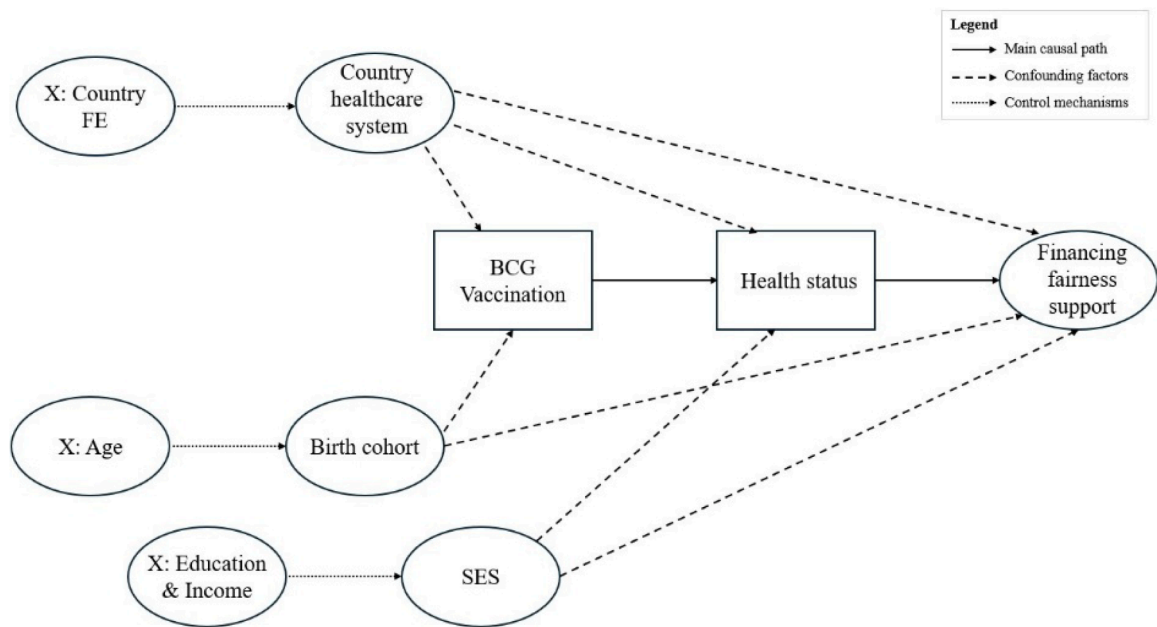 Legend
Main causal path
Confounding factors
Control mechanisms
X: Country
FE
Country
healthcare
system
BCG
Vaccination
Health status
Financing
fairness
support
X: Age
Birth cohort
X: Education
& Income
SES